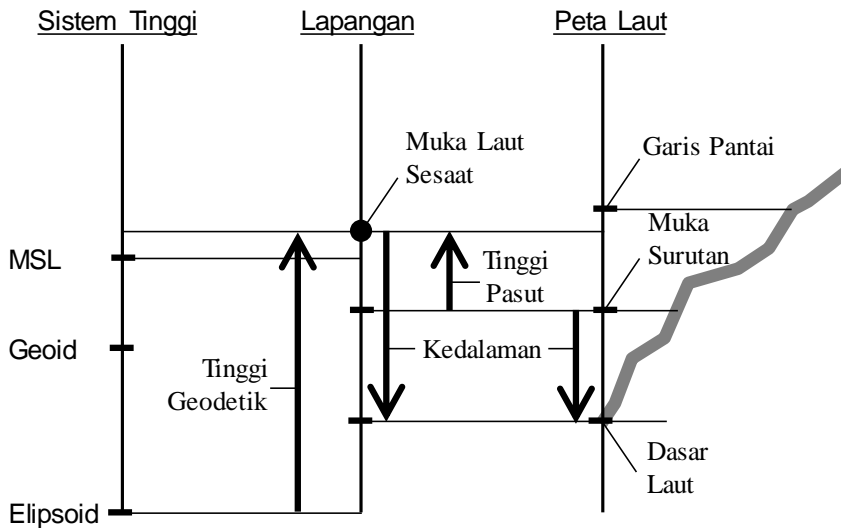 Sistem Tinggi
Lapangan
Peta Laut
Muka Laut
Sesaat
Garis Pantai
MSL
Tinggi
Pasut
Muka
Surutan
Geoid
Tinggi
Geodetik
Kedalaman
Dasar
Laut
Elipsoid